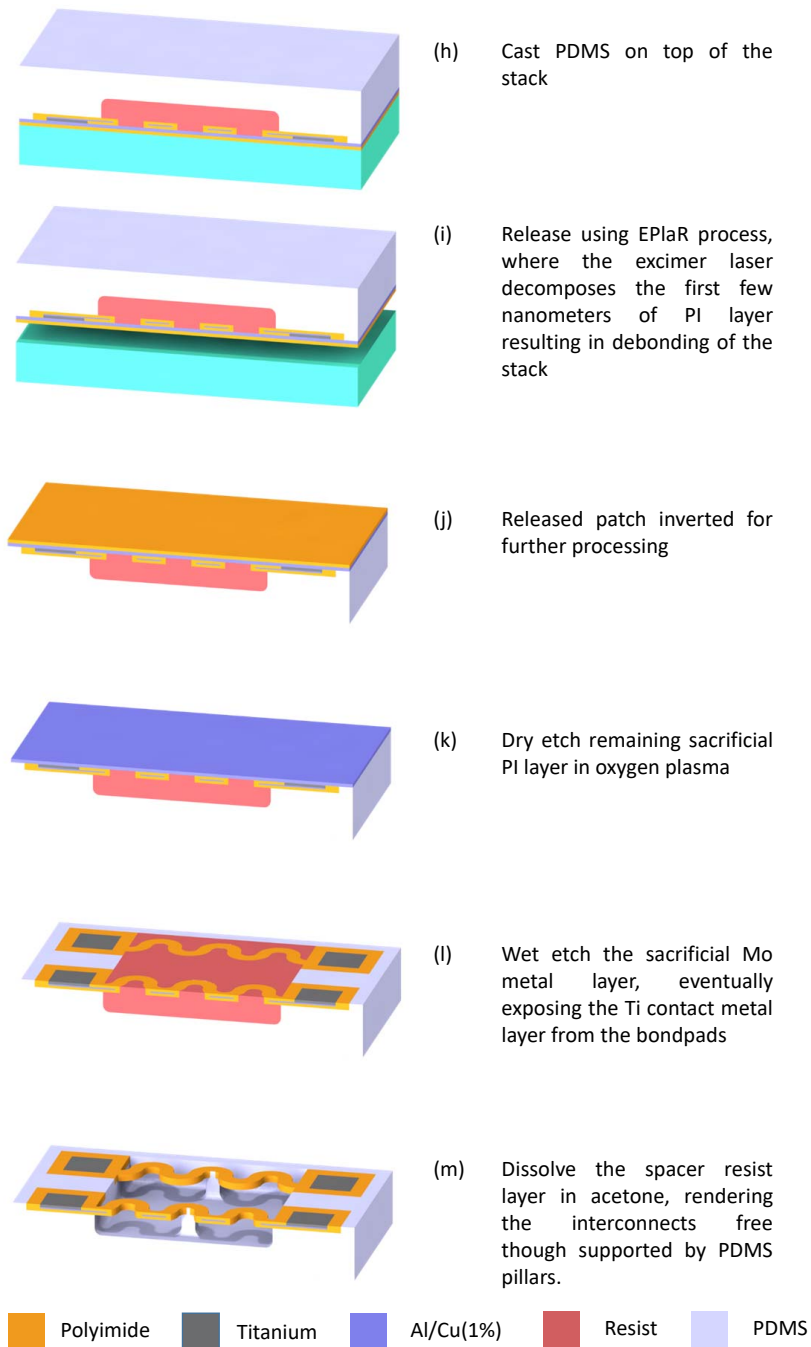 (h) Cast PDMS on top of the
stack
(i) Release using EPlaR process,
where the excimer laser
decomposes the first few
nanometers of PI layer
resulting in debonding of the
stack
(j) Released patch inverted for
further processing
(k) Dry etch remaining sacrificial
PI layer in oxygen plasma
(l) Wet etch the sacrificial Mo
metal layer, eventually
exposing the Ti contact metal
layer from the bondpads
(m) Dissolve the spacer resist
layer in acetone, rendering
the interconnects free
though supported by PDMS
pillars.
Polyimide Titanium Al/Cu(1%) Resist PDMS